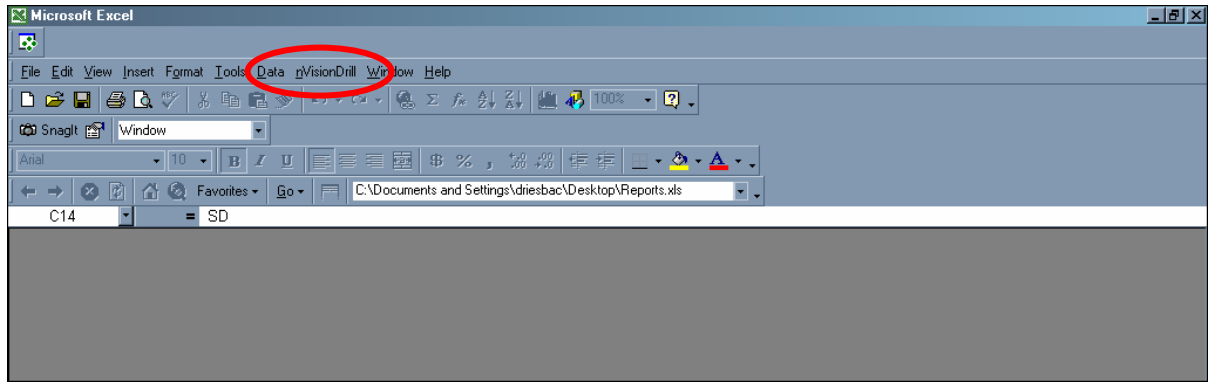 Microsoft Excel
File Edit View Insert Format Tools Data nVisionDrill Window Help
100%
SnagIt Window
Arial 10 B I U $ % ,
Favorites Go C:\Documents and Settings\driesbac\Desktop\Reports.xls
C14 = SD